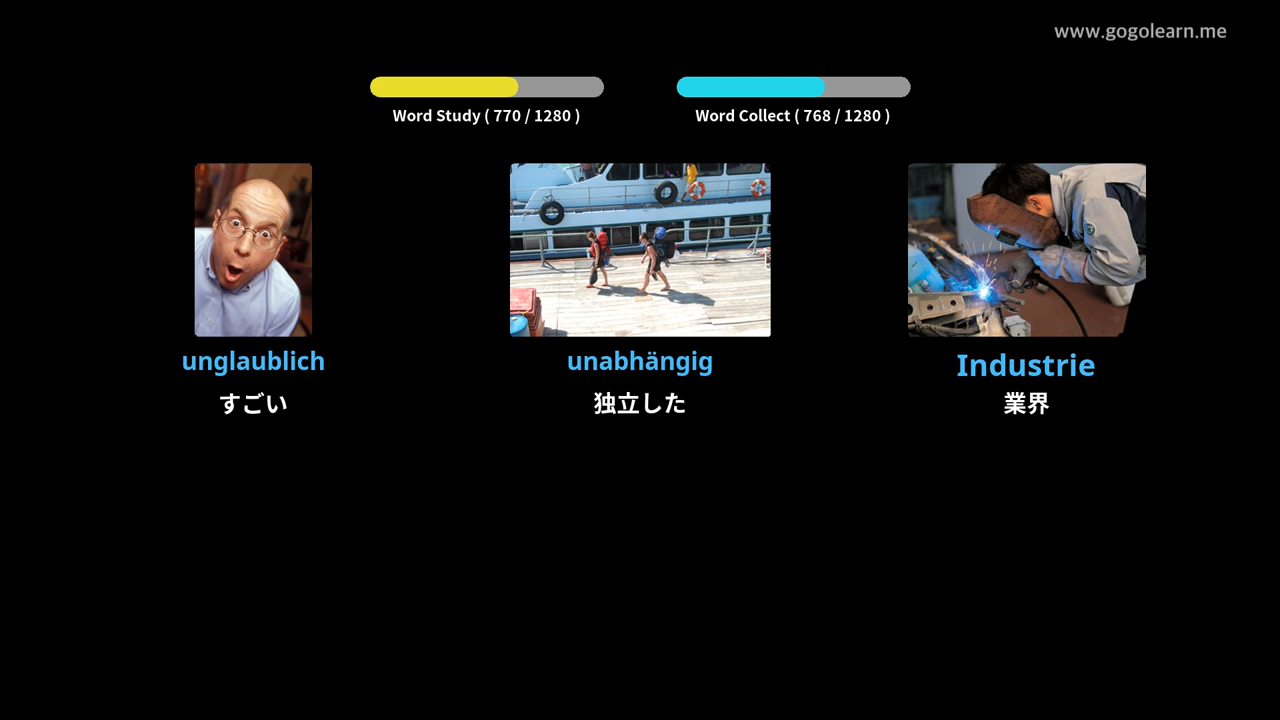 www.gogolearn.me
Word Study ( 770 / 1280 )
Word Collect ( 768 / 1280 )
unglaublich
すごい
unabhängig
独立した
Industrie
業界